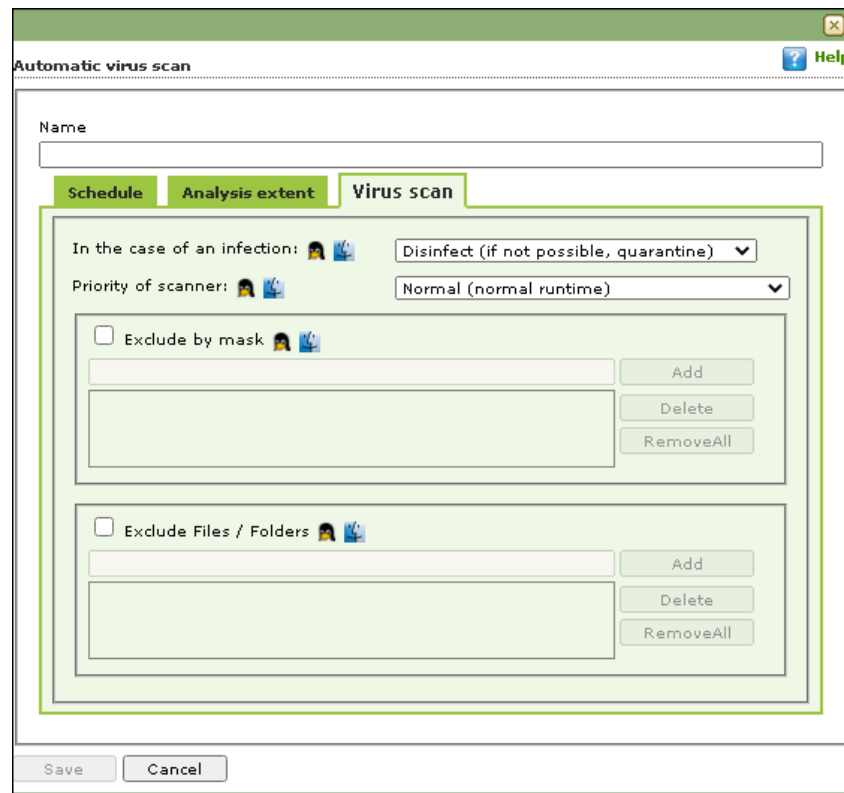 Help
Automatic virus scan
Name
Schedule Analysis extent Virus scan
In the case of an infection: Disinfect (if not possible, quarantine)
Priority of scanner: Normal (normal runtime)
Exclude by mask
Add
Delete
RemoveAll
Exclude Files / Folders
Add
Delete
RemoveAll
Save Cancel